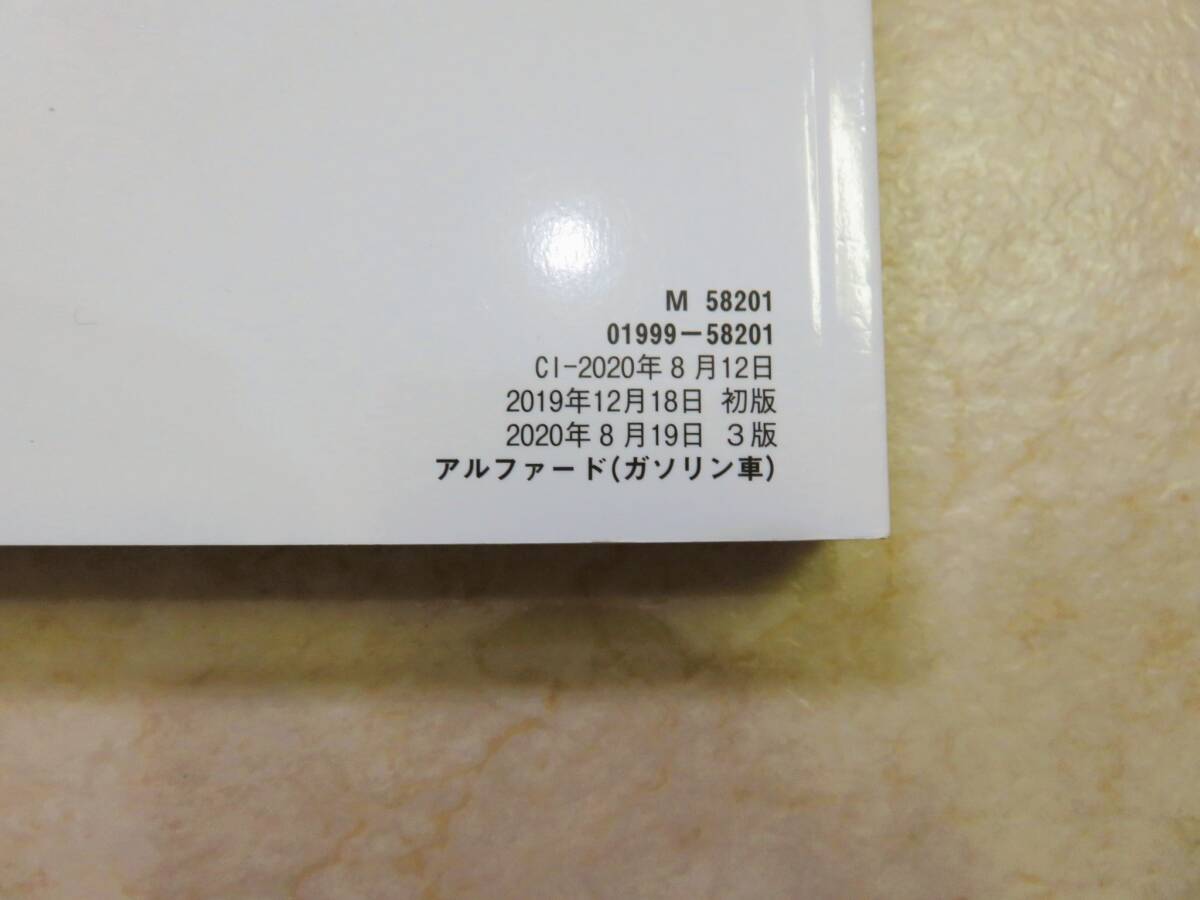 M 58201
01999-58201
CI-2020年8月12日
2019年12月18日 初版
2020年8月19日 3版
アルファード(ガソリン車)